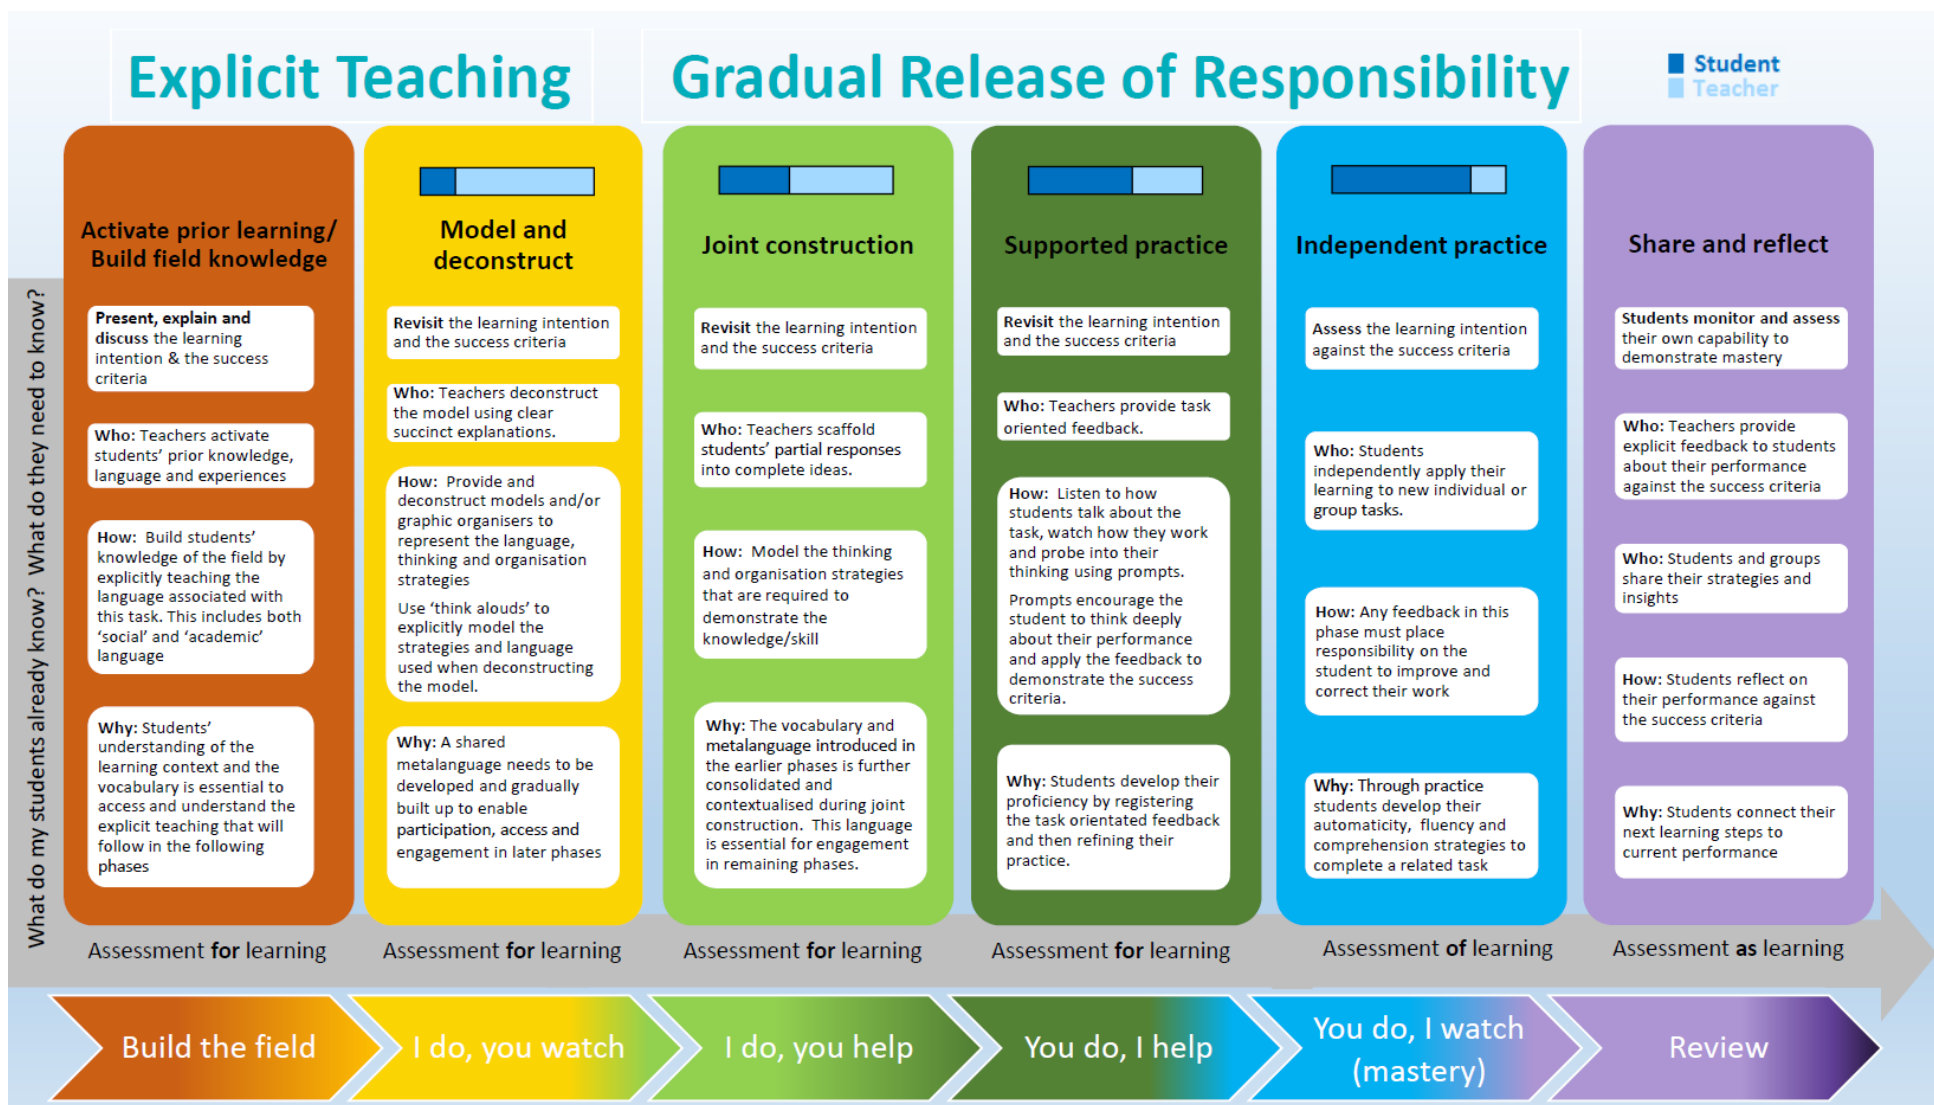 Explicit Teaching
Gradual Release of Responsibility
Student
Teacher
What do my students already know?   What do they need to know?
Activate prior learning/
Build field knowledge
Present, explain and
discuss the learning
intention & the success
criteria
Who: Teachers activate
students’ prior knowledge,
language and experiences
How:  Build students’
knowledge of the field by
explicitly teaching the
language associated with
this task. This includes both
‘social’ and ‘academic’
language
Why: Students’
understanding of the
learning context and the
vocabulary is essential to
access and understand the
explicit teaching that will
follow in the following
phases
Assessment for learning
Model and
deconstruct
Revisit the learning intention
and the success criteria
Who: Teachers deconstruct
the model using clear
succinct explanations.
How:  Provide and
deconstruct models and/or
graphic organisers to
represent the language,
thinking and organisation
strategies
Use ‘think alouds’ to
explicitly model the
strategies and language
used when deconstructing
the model.
Why: A shared
metalanguage needs to be
developed and gradually
built up to enable
participation, access and
engagement in later phases
Assessment for learning
Joint construction
Revisit the learning intention
and the success criteria
Who: Teachers scaffold
students’ partial responses
into complete ideas.
How:  Model the thinking
and organisation strategies
that are required to
demonstrate the
knowledge/skill
Why: The vocabulary and
metalanguage introduced in
the earlier phases is further
consolidated and
contextualised during joint
construction.  This language
is essential for engagement
in remaining phases.
Assessment for learning
Supported practice
Revisit the learning intention
and the success criteria
Who: Teachers provide task
oriented feedback.
How:  Listen to how
students talk about the
task, watch how they work
and probe into their
thinking using prompts.
Prompts encourage the
student to think deeply
about their performance
and apply the feedback to
demonstrate the success
criteria.
Why: Students develop their
proficiency by registering
the task orientated feedback
and then refining their
practice.
Assessment for learning
Independent practice
Assess the learning intention
against the success criteria
Who: Students
independently apply their
learning to new individual or
group tasks.
How: Any feedback in this
phase must place
responsibility on the
student to improve and
correct their work
Why: Through practice
students develop their
automaticity,  fluency and
comprehension strategies to
complete a related task
Assessment of learning
Share and reflect
Students monitor and assess
their own capability to
demonstrate mastery
Who: Teachers provide
explicit feedback to students
about their performance
against the success criteria
Who: Students and groups
share their strategies and
insights
How: Students reflect on
their performance against
the success criteria
Why: Students connect their
next learning steps to
current performance
Assessment as learning
Build the field
I do, you watch
I do, you help
You do, I help
You do, I watch
(mastery)
Review